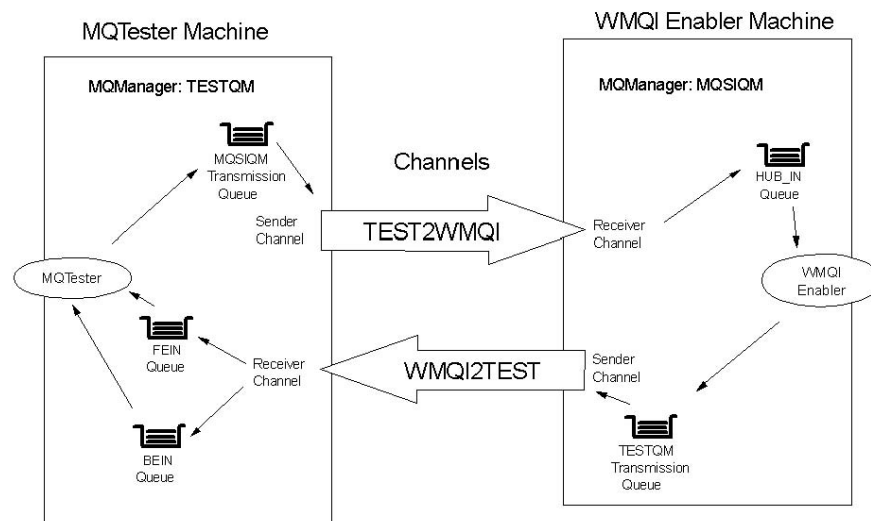 MQTester Machine
WMQI Enabler Machine
MQManager: TESTQM
MQManager: MQSIQM
MQSIQM
Transmission
Queue
Channels
HUB_IN
Queue
Sender
Channel
TEST2WMQI
Receiver
Channel
MQTester
WMQI
Enabler
FEIN
Queue
Receiver
Channel
WMQI2TEST
Sender
Channel
BEIN
Queue
TESTQM
Transmission
Queue